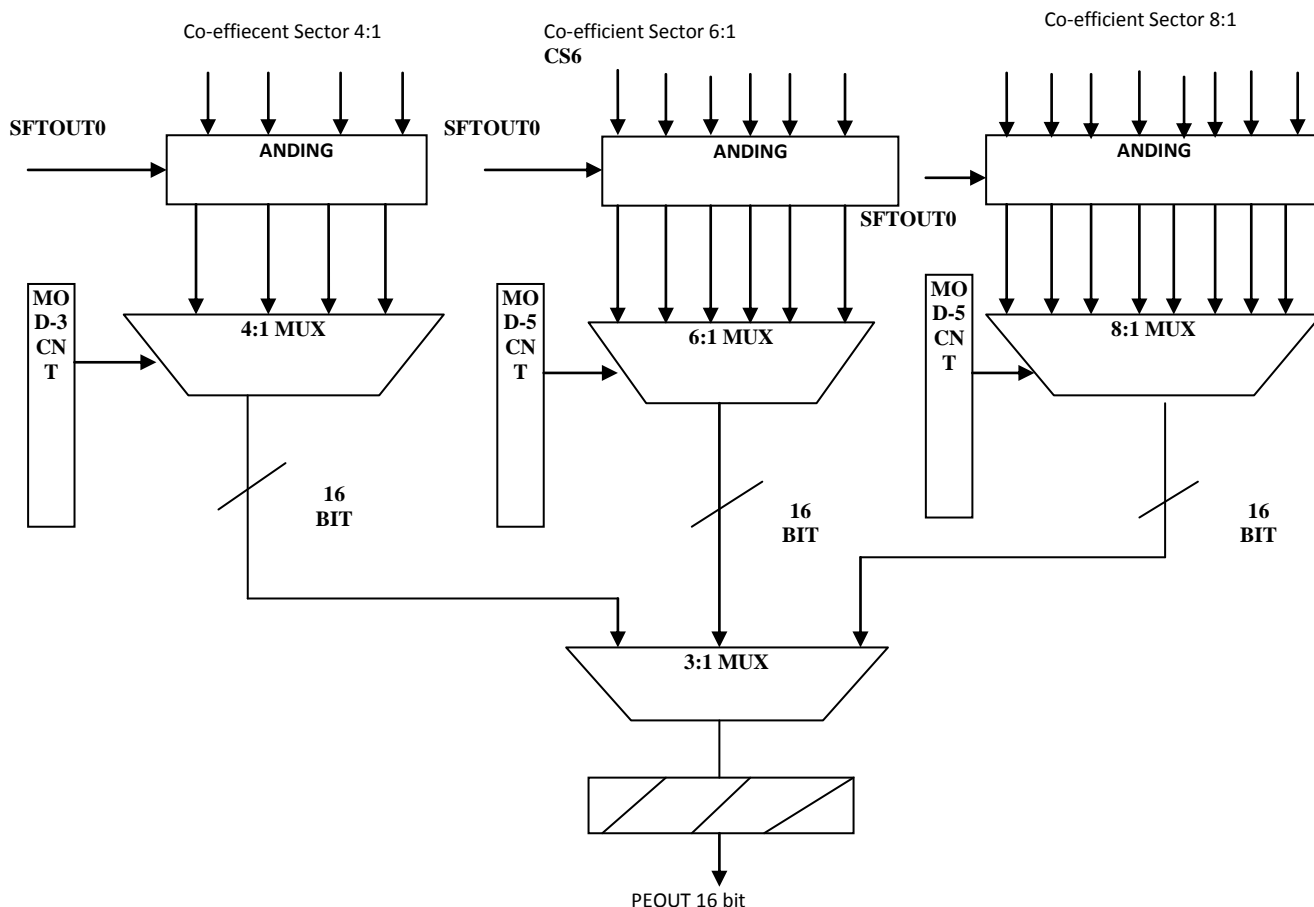 Co-effiecent Sector 4:1
Co-efficient Sector 6:1
CS6
Co-efficient Sector 8:1
SFTOUT0
ANDING
SFTOUT0
ANDING
SFTOUT0
ANDING
MO
D-3
CN
T
4:1 MUX
MO
D-5
CN
T
6:1 MUX
MO
D-5
CN
T
8:1 MUX
16
BIT
16
BIT
16
BIT
3:1 MUX
PEOUT 16 bit